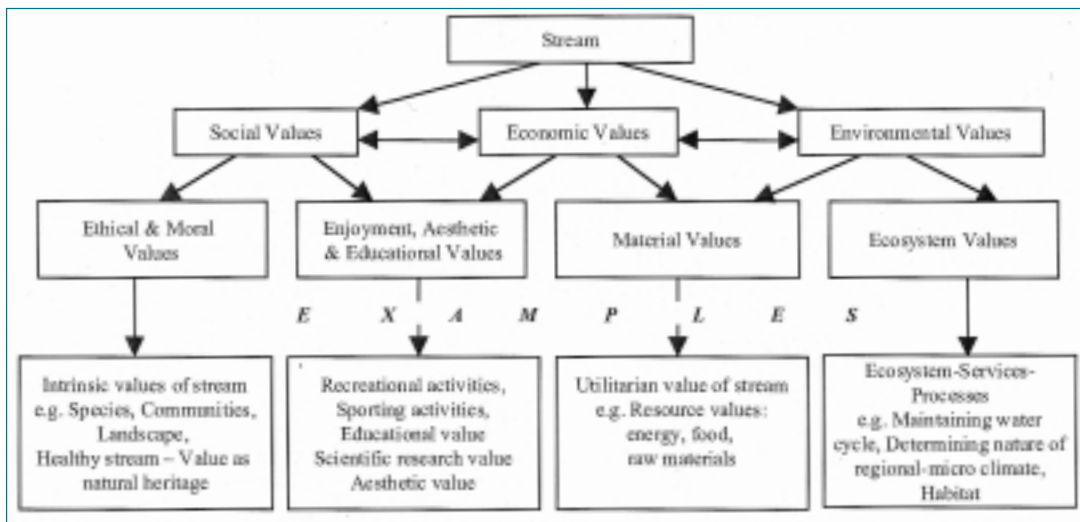 Stream
Social Values
Economic Values
Environmental Values
Ethical & Moral
Values
Enjoyment, Aesthetic
& Educational Values
Material Values
Ecosystem Values
E X A M P L E S
Intrinsic values of stream
e.g. Species, Communities,
Landscape,
Healthy stream – Value as
natural heritage
Recreational activities,
Sporting activities,
Educational value
Scientific research value
Aesthetic value
Utilitarian value of stream
e.g. Resource values:
energy, food,
raw materials
Ecosystem-Services-
Processes
e.g. Maintaining water
cycle, Determining nature of
regional-micro climate,
Habitat